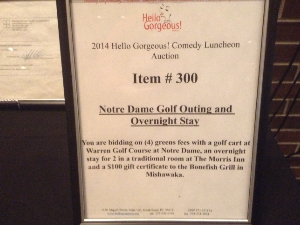 Hello
Gorgeous!
2014 Hello Gorgeous! Comedy Luncheon
Auction
Item # 300
Notre Dame Golf Outing and
Overnight Stay
You are bidding on (4) greens fees with a golf cart at
Warren Golf Course at Notre Dame, an overnight
stay for 2 in a traditional room at The Morris Inn
and a $100 gift certificate to the Bonefish Grill in
Mishawaka.